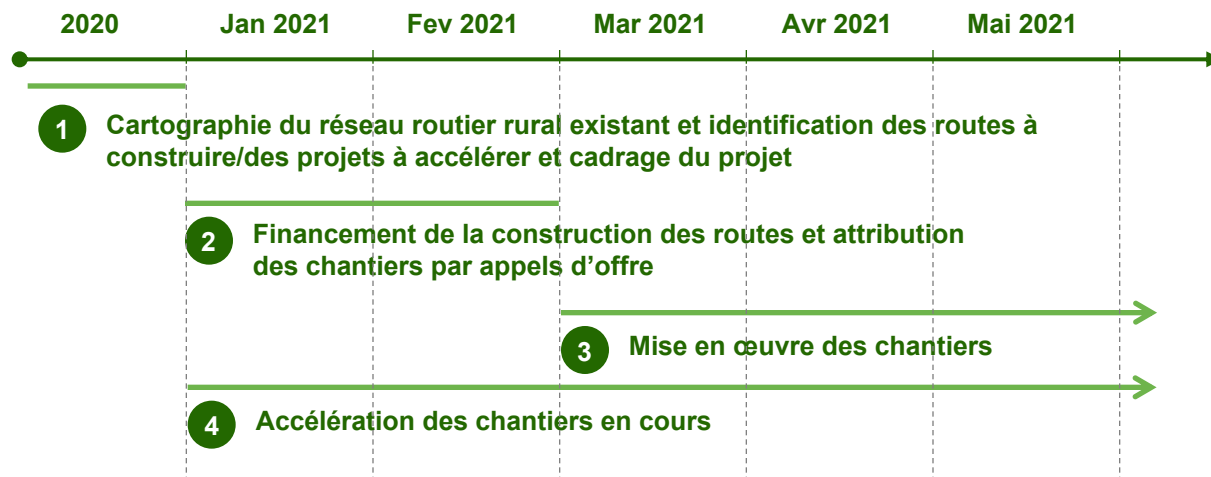 2020 Jan 2021 Fev 2021 Mar 2021 Avr 2021 Mai 2021
1 Cartographie du réseau routier rural existant et identification des routes à
construire/des projets à accélérer et cadrage du projet
2 Financement de la construction des routes et attribution
des chantiers par appels d’offre
3 Mise en œuvre des chantiers
4 Accélération des chantiers en cours